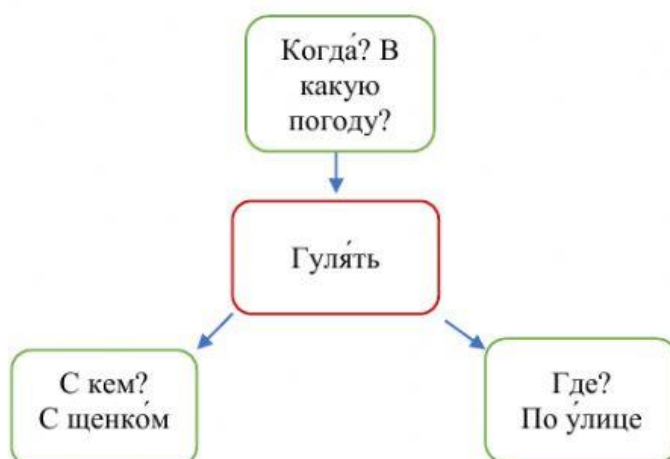 Когда́? В
какую
погоду?
Гуля́ть
С кем?
С щенко́м
Где?
По у́лице